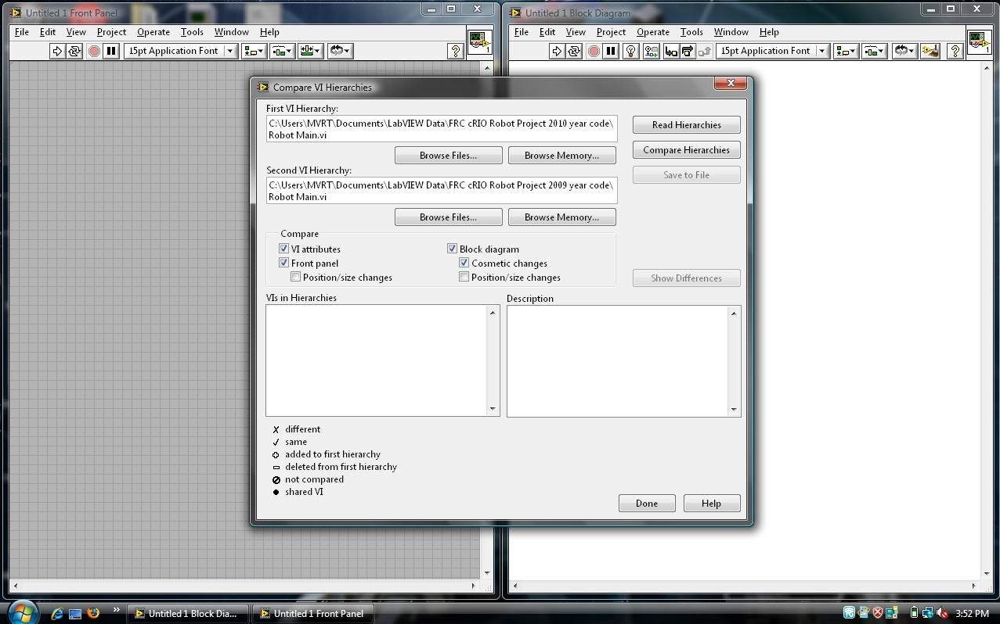 Untitled 1 Front Panel
File Edit View Project Operate Tools Window Help
15pt Application Font
?
1
Untitled 1 Block Diagram
File Edit View Project Operate Tools Window Help
15pt Application Font
?
1
Compare VI Hierarchies
First VI Hierarchy:
C:\Users\MVRT\Documents\LabVIEW Data\FRC cRIO Robot Project 2010 year code\
Robot Main.vi
Read Hierarchies
Browse Files...
Browse Memory...
Compare Hierarchies
Second VI Hierarchy:
Save to File
C:\Users\MVRT\Documents\LabVIEW Data\FRC cRIO Robot Project 2009 year code\
Robot Main.vi
Browse Files...
Browse Memory...
Compare
VI attributes
Block diagram
Front panel
Cosmetic changes
Position/size changes
Position/size changes
Show Differences
VIs in Hierarchies
Description
different
same
added to first hierarchy
deleted from first hierarchy
not compared
shared VI
Done
Help
Untitled 1 Block Dia...
Untitled 1 Front Panel
3:52 PM